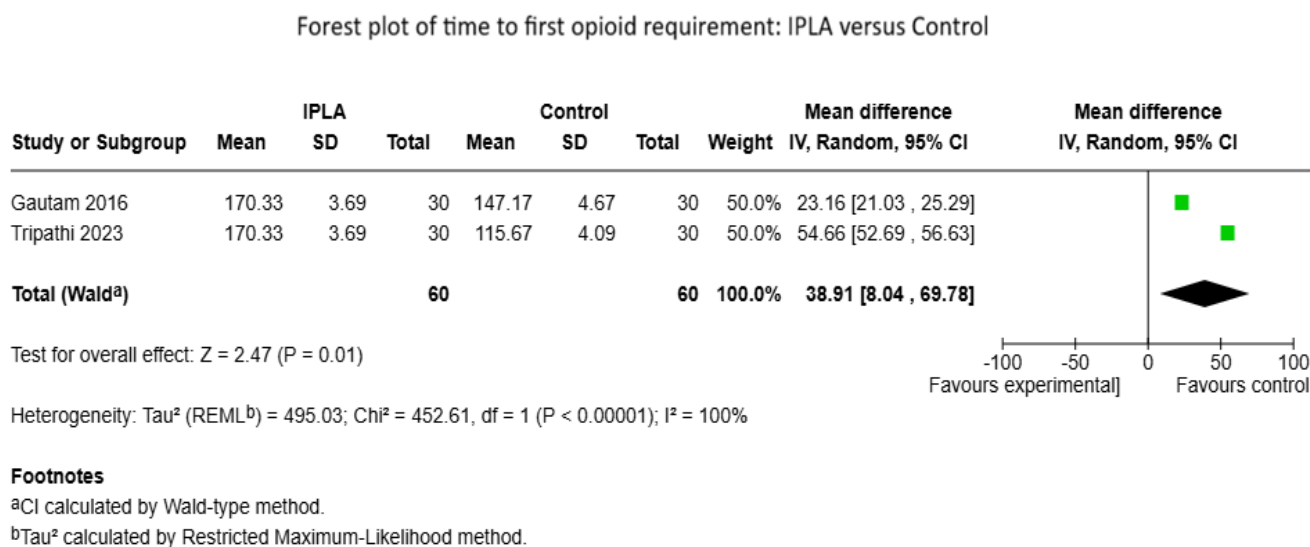 Forest plot of time to first opioid requirement: IPLA versus Control
IPLA Control Mean difference Mean difference
Study or Subgroup Mean SD Total Mean SD Total Weight IV, Random, 95% CI IV, Random, 95% CI
Gautam 2016 170.33 3.69 30 147.17 4.67 30 50.0% 23.16 [21.03 , 25.29]
Tripathi 2023 170.33 3.69 30 115.67 4.09 30 50.0% 54.66 [52.69 , 56.63]
Total (Waldᵃ) 60 60 100.0% 38.91 [8.04 , 69.78]
Test for overall effect: Z = 2.47 (P = 0.01)
-100 -50 0 50 100
Favours experimental] Favours control
Heterogeneity: Tau² (REMLᵇ) = 495.03; Chi² = 452.61, df = 1 (P < 0.00001); I² = 100%
Footnotes
ᵃCI calculated by Wald-type method.
ᵇTau² calculated by Restricted Maximum-Likelihood method.